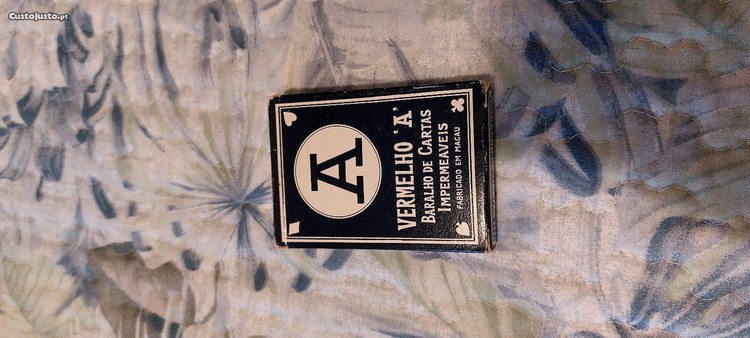 CustoJusto.pt
A
VERMELHO 'A'
BARALHO DE CARTAS
IMPERMEAVEIS
FABRICADO EM MACAU